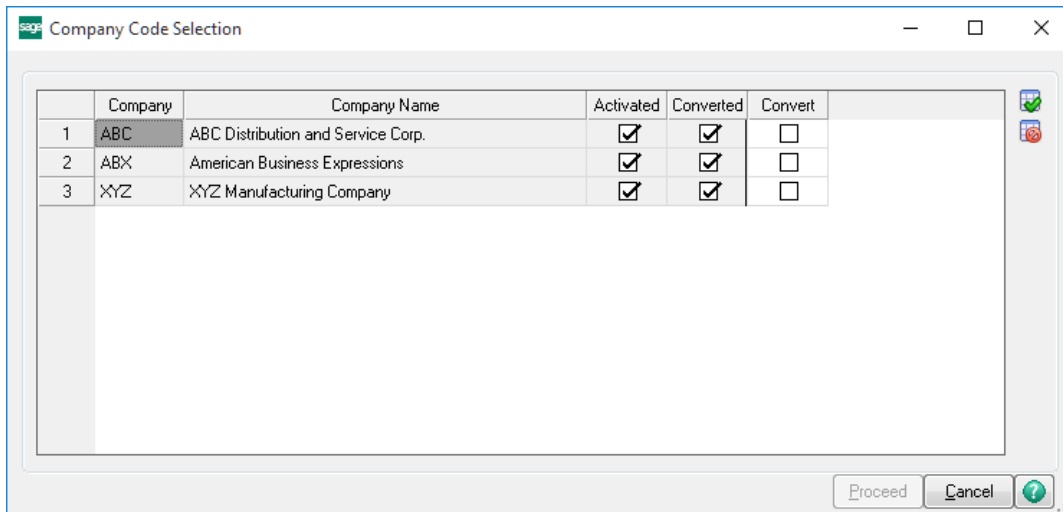 sage Company Code Selection
Company Company Name Activated Converted Convert
1 ABC ABC Distribution and Service Corp.
2 ABX American Business Expressions
3 XYZ XYZ Manufacturing Company
Proceed Cancel ?